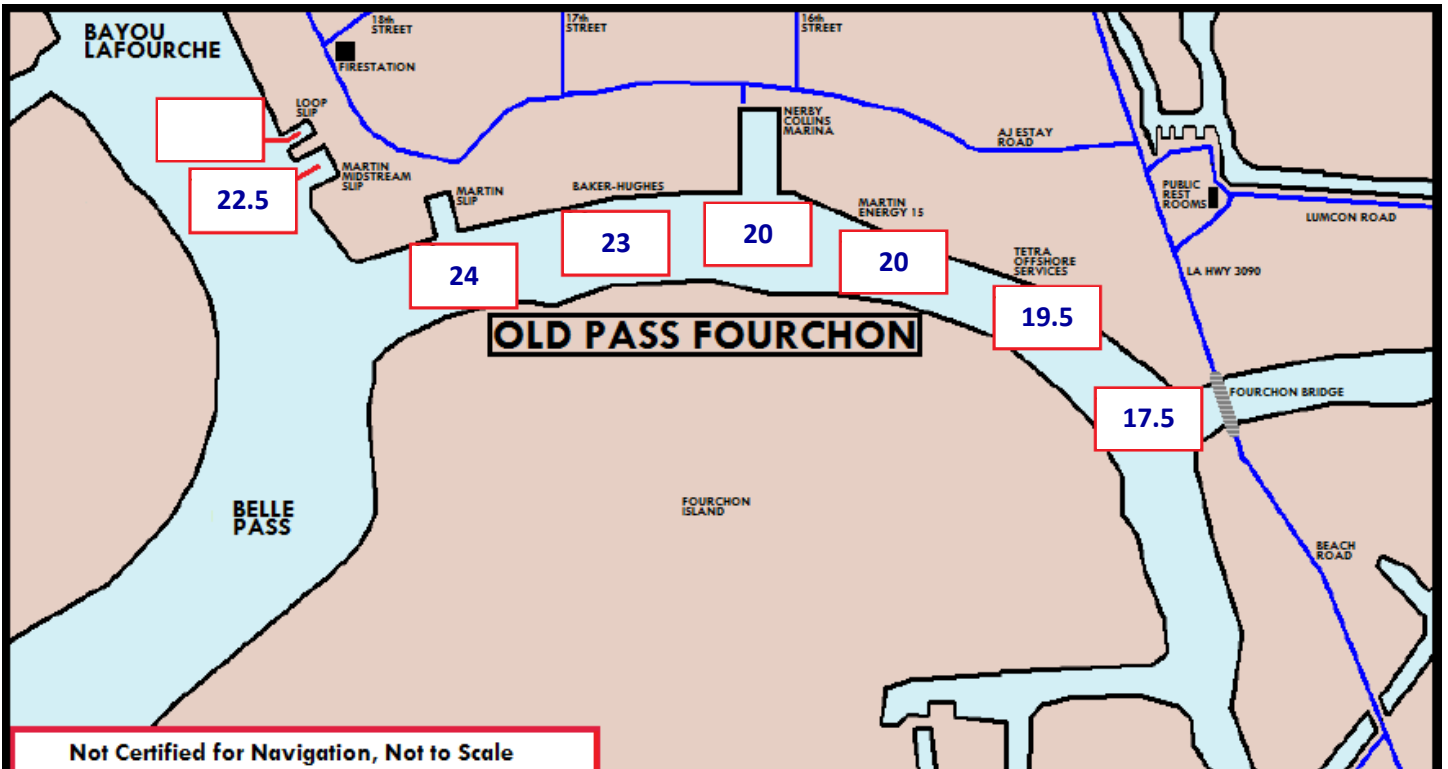 BAYOU
LAFOURCHE
18th
STREET
17th
STREET
16th
STREET
FIRESTATION
LOOP
SLIP
NERBY
COLLINS
MARINA
AJ ESTAY
ROAD
MARTIN
MIDSTREAM
SLIP
22.5
MARTIN
SLIP
BAKER-HUGHES
MARTIN
ENERGY 15
PUBLIC
REST
ROOMS
LUMCON ROAD
24
23
20
20
TETRA
OFFSHORE
SERVICES
LA HWY 3090
19.5
OLD PASS FOURCHON
17.5
FOURCHON BRIDGE
BELLE
PASS
FOURCHON
ISLAND
BEACH
ROAD
Not Certified for Navigation, Not to Scale